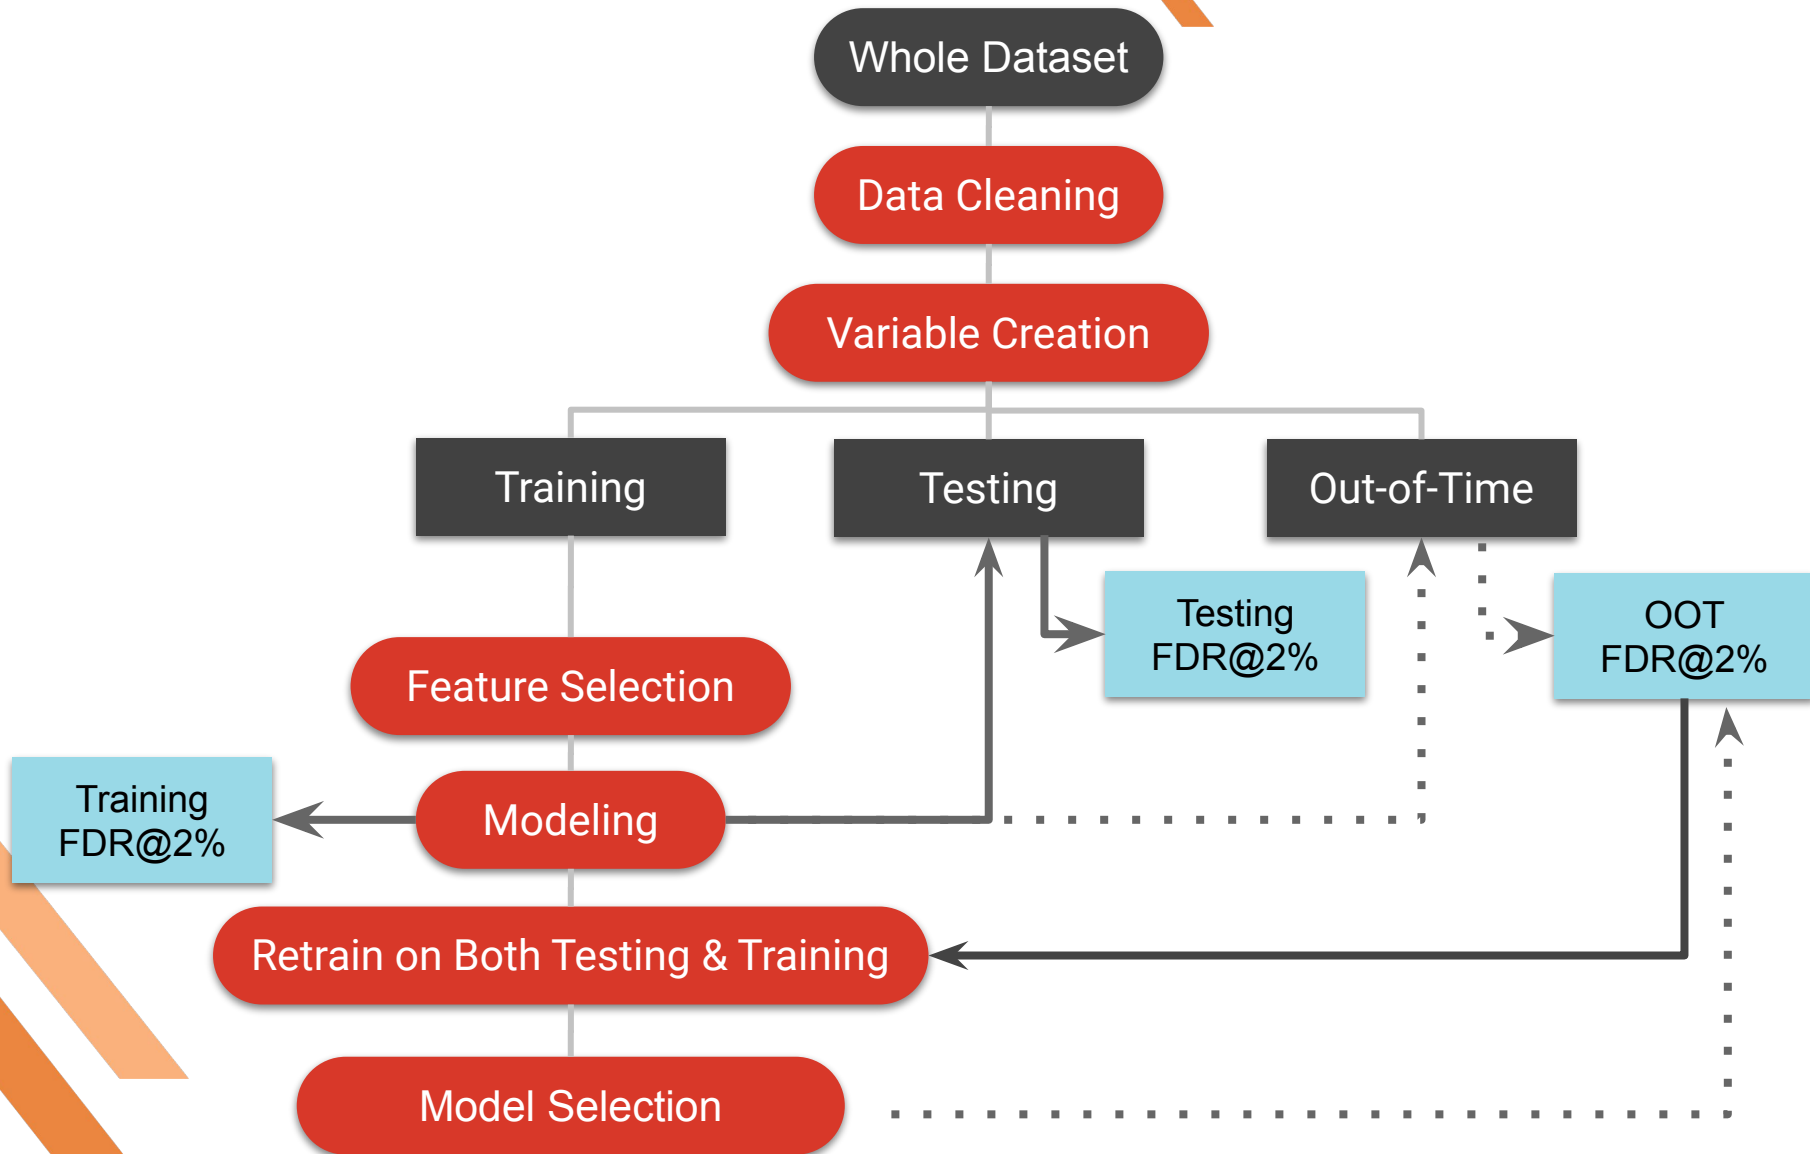 Whole Dataset
Data Cleaning
Variable Creation
Training
Testing
Out-of-Time
Testing
FDR@2%
OOT
FDR@2%
Feature Selection
Training
FDR@2%
Modeling
Retrain on Both Testing & Training
Model Selection